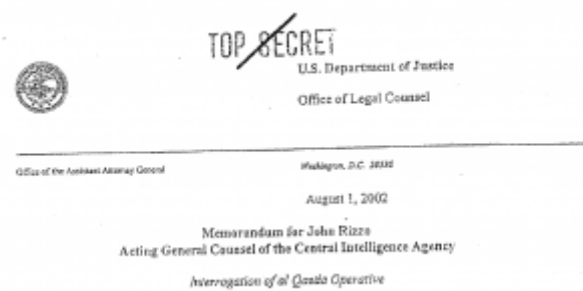 TOP SECRET
U.S. Department of Justice
Office of Legal Counsel
Office of the Assistant Attorney General
Washington, D.C. 20530
August 1, 2002
Memorandum for John Rizzo
Acting General Counsel of the Central Intelligence Agency
Interrogation of al Qaeda Operative